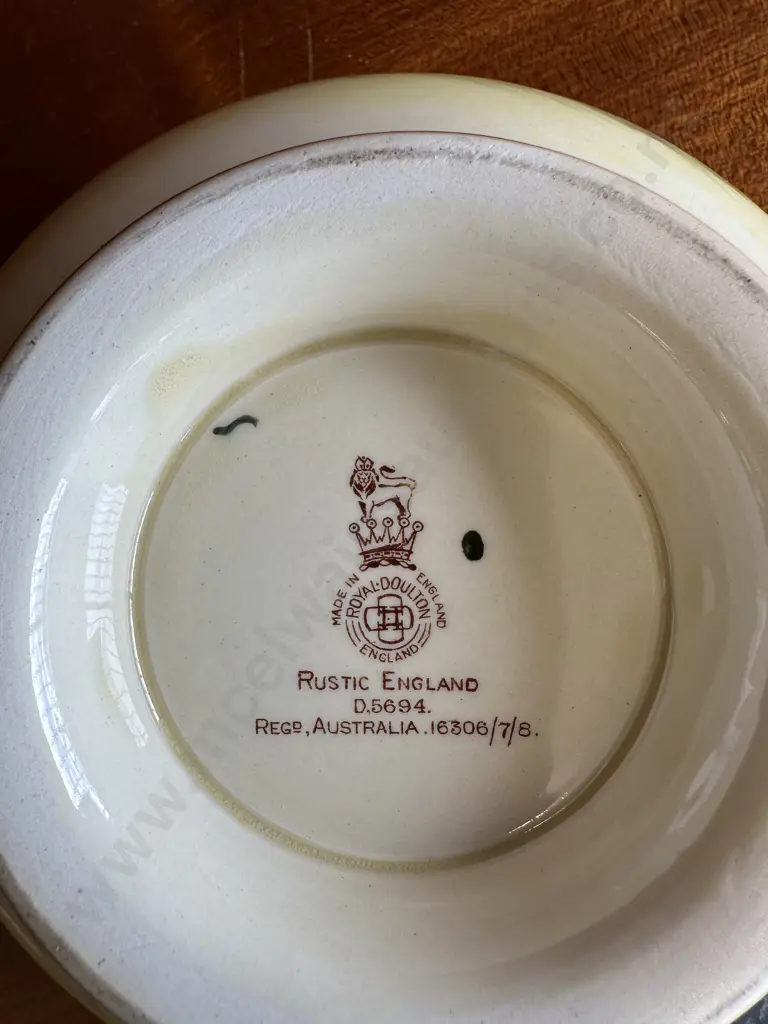 MADE IN ENGLAND
ROYAL·DOULTON
ENGLAND
RUSTIC ENGLAND
D.5694.
REGD, AUSTRALIA .16306/7/8.